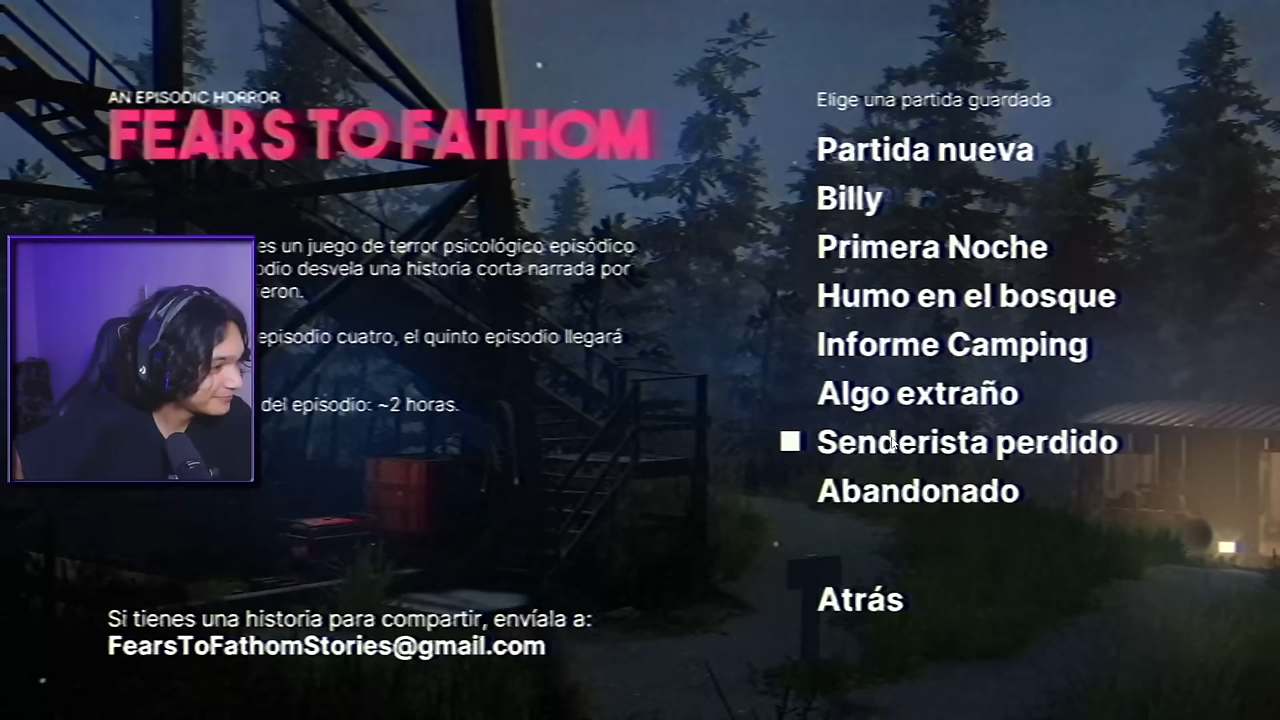 AN EPISODIC HORROR
FEARS TO FATHOM
es un juego de terror psicológico episódico
odio desvela una historia corta narrada por
ieron.
episodio cuatro, el quinto episodio llegará
del episodio: ~2 horas.
Si tienes una historia para compartir, envíala a:
FearsToFathomStories@gmail.com
Elige una partida guardada
Partida nueva
Billy
Primera Noche
Humo en el bosque
Informe Camping
Algo extraño
Senderista perdido
Abandonado
Atrás